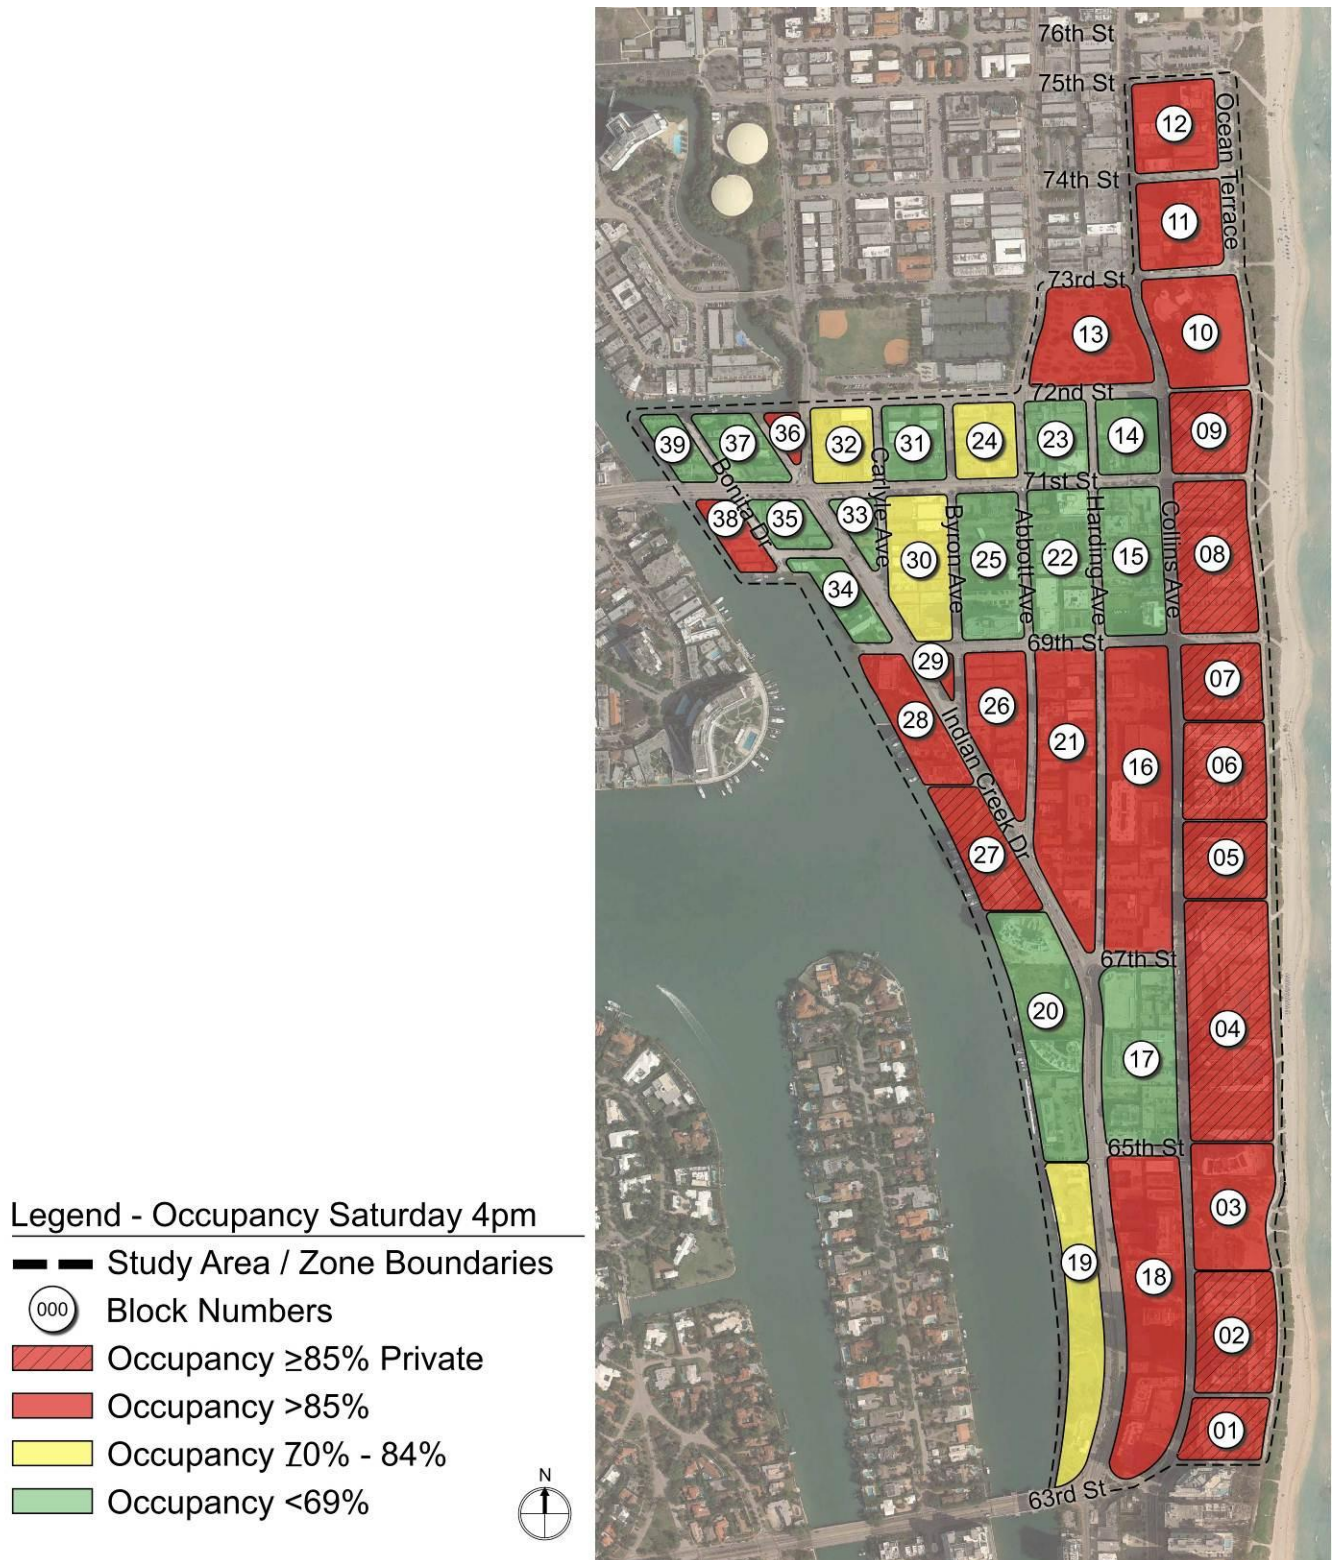 76th St
75th St
Ocean Terrace
12
74th St
11
73rd St
13
10
72nd St
39
37
36
32
31
24
23
14
09
Bonita Dr
Carlyle Ave
71st St
38
35
33
30
Byron Ave
25
Abbott Ave
22
Harding Ave
15
Collins Ave
08
34
69th St
29
07
28
26
21
16
06
Indian Creek Dr
27
05
67th St
20
17
04
65th St
03
19
18
02
01
63rd St
Legend - Occupancy Saturday 4pm
Study Area / Zone Boundaries
000 Block Numbers
Occupancy ≥85% Private
Occupancy >85%
Occupancy 70% - 84%
Occupancy <69%
N